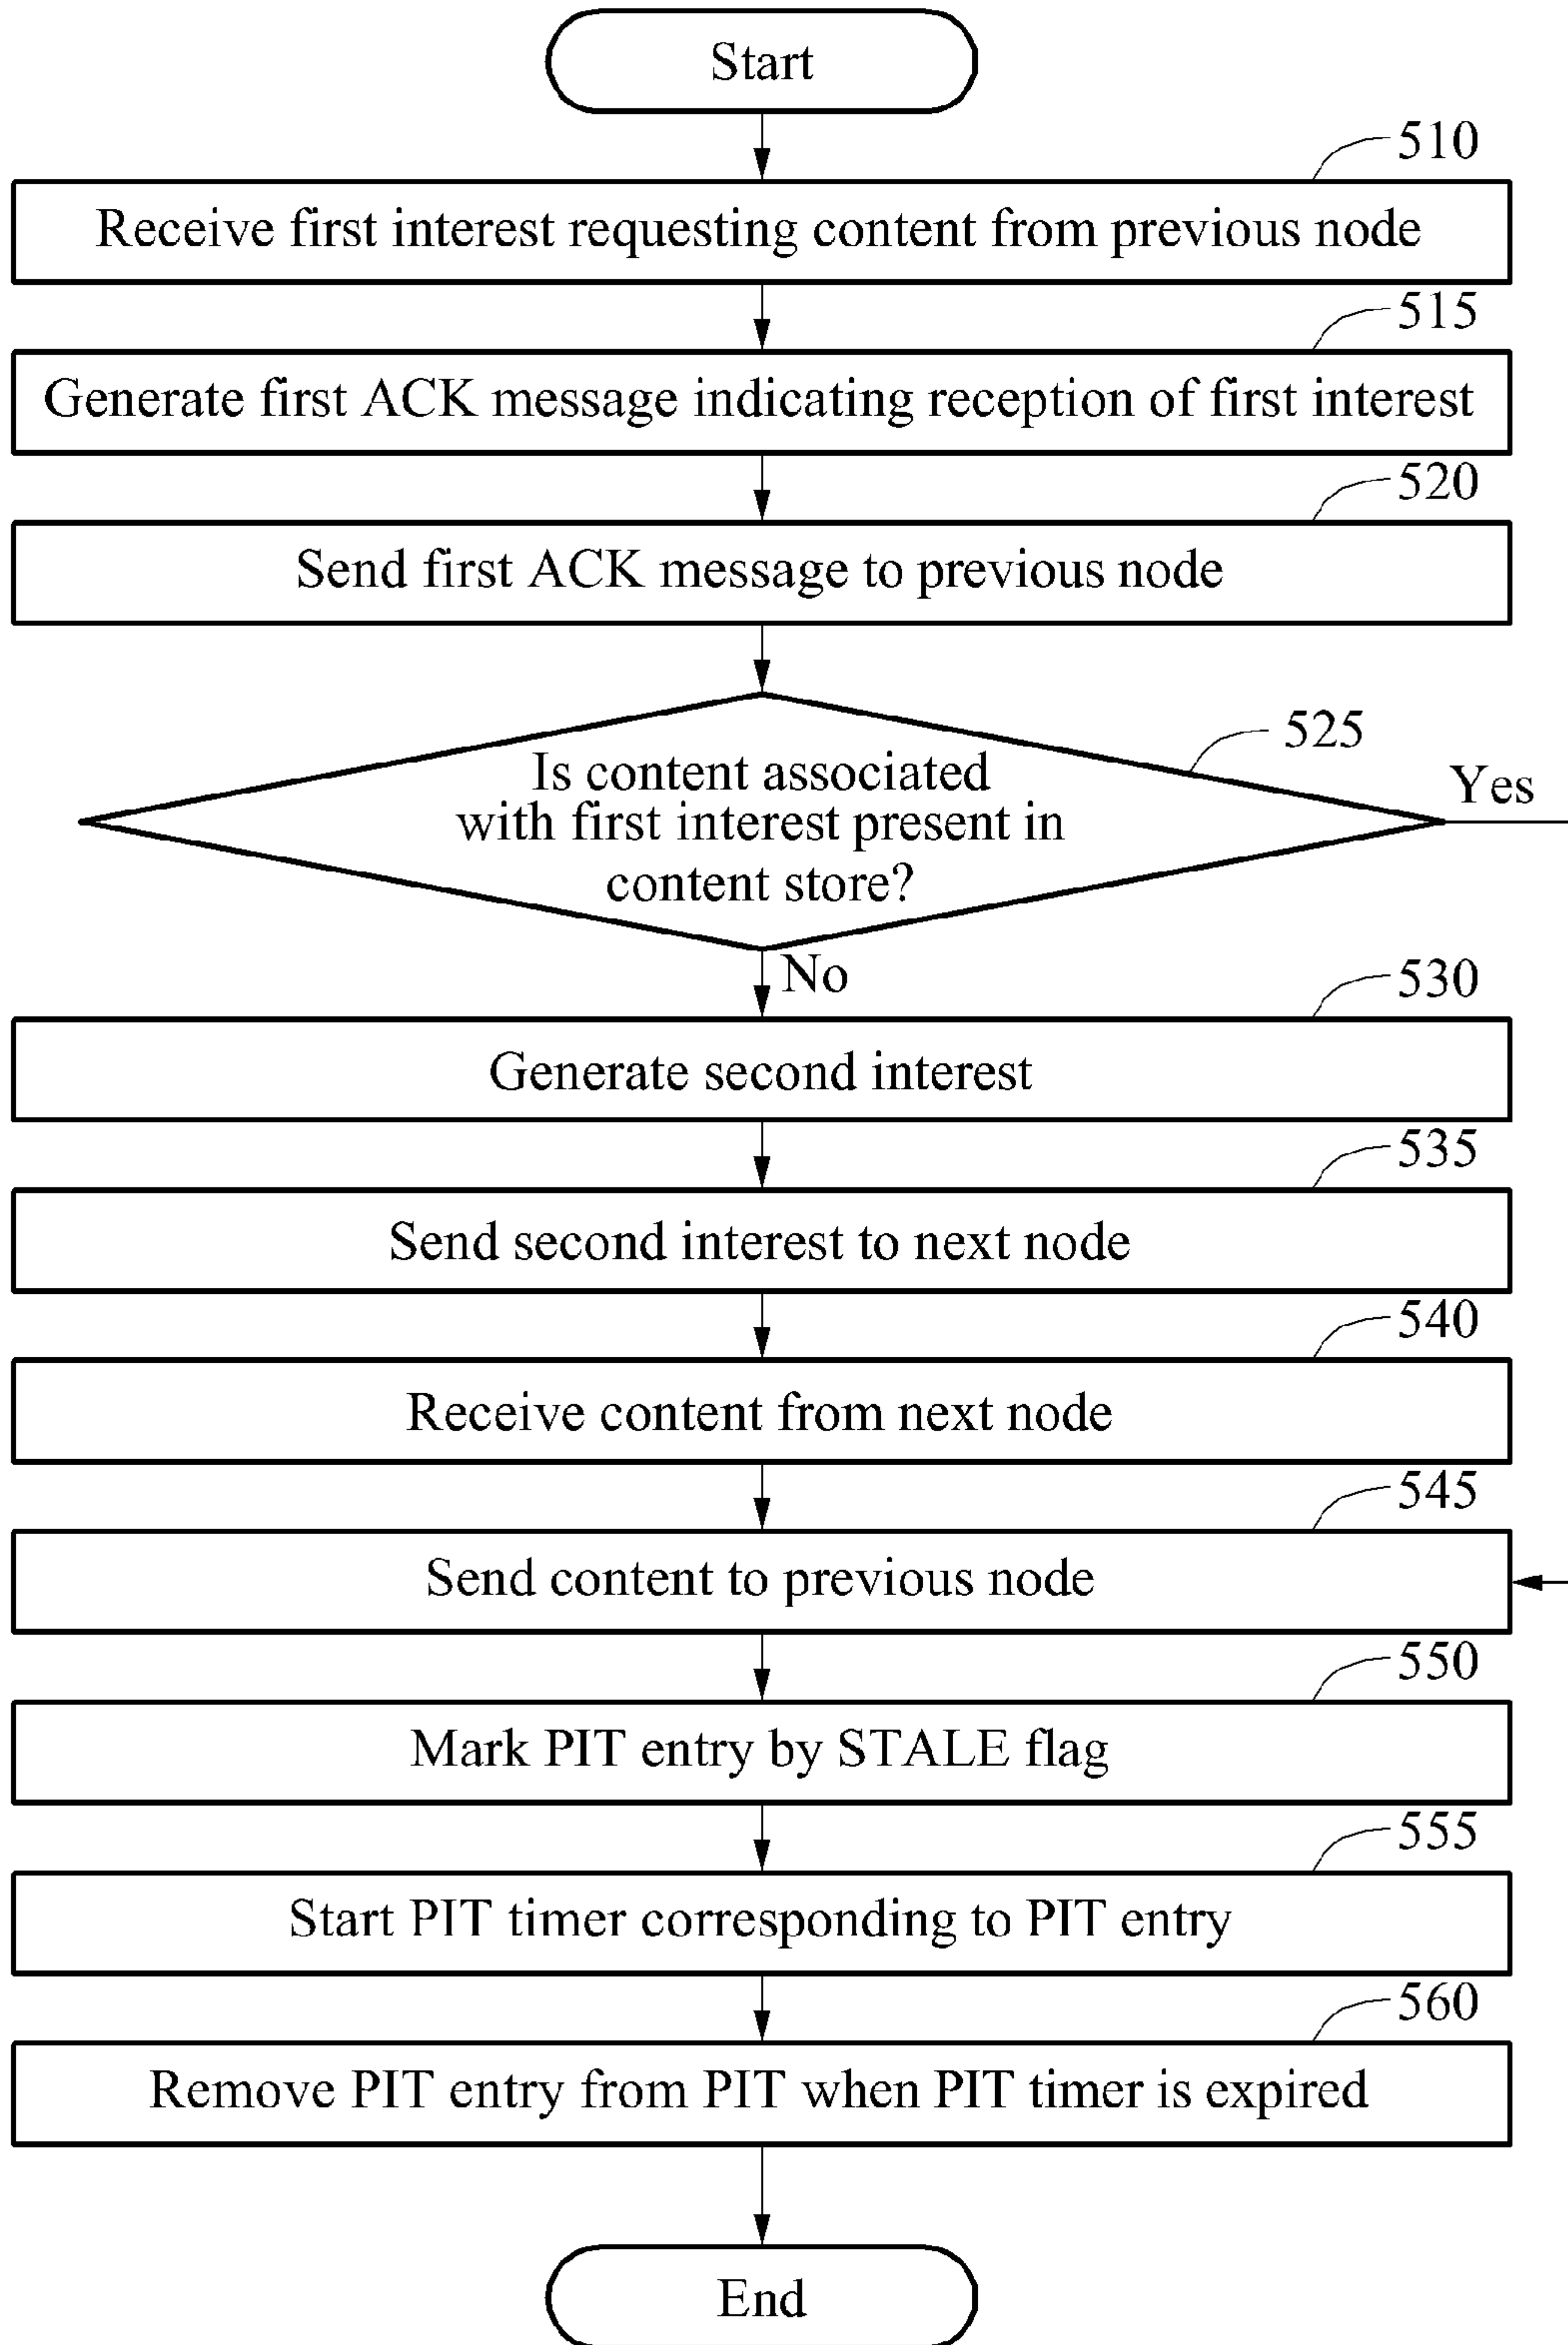 Start
510
Receive first interest requesting content from previous node
515
Generate first ACK message indicating reception of first interest
520
Send first ACK message to previous node
525
Is content associated
with first interest present in
content store?
Yes
No
530
Generate second interest
535
Send second interest to next node
540
Receive content from next node
545
Send content to previous node
550
Mark PIT entry by STALE flag
555
Start PIT timer corresponding to PIT entry
560
Remove PIT entry from PIT when PIT timer is expired
End